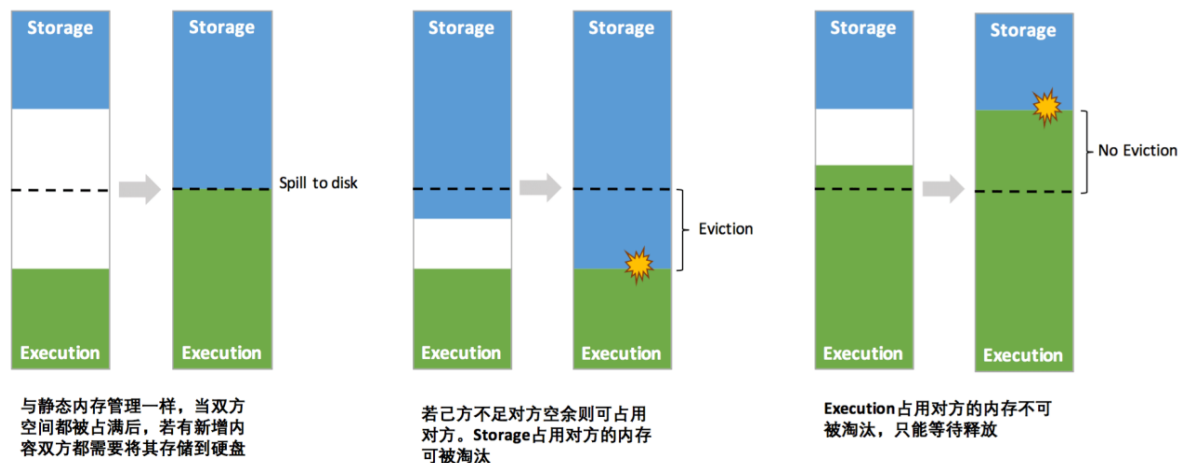 Storage
Storage
Spill to disk
Execution
Execution
与静态内存管理一样，当双方
空间都被占满后，若有新增内
容双方都需要将其存储到硬盘
Storage
Storage
Eviction
Execution
Execution
若己方不足对方空余则可占用
对方。Storage占用对方的内存
可被淘汰
Storage
Storage
No Eviction
Execution
Execution
Execution占用对方的内存不可
被淘汰，只能等待释放